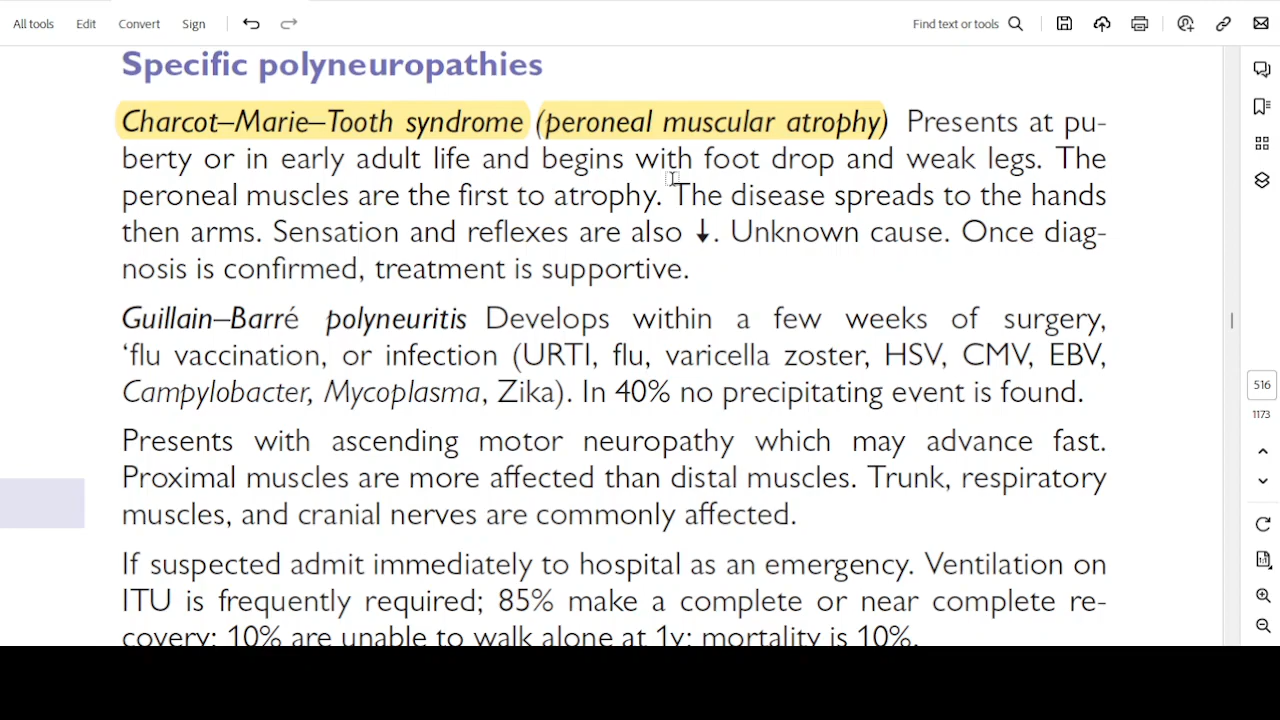 All tools Edit Convert Sign Find text or tools
Specific polyneuropathies
Charcot–Marie–Tooth syndrome (peroneal muscular atrophy) Presents at pu-
berty or in early adult life and begins with foot drop and weak legs. The
peroneal muscles are the first to atrophy. The disease spreads to the hands
then arms. Sensation and reflexes are also ↓. Unknown cause. Once diag-
nosis is confirmed, treatment is supportive.
Guillain–Barré polyneuritis Develops within a few weeks of surgery,
‘flu vaccination, or infection (URTI, flu, varicella zoster, HSV, CMV, EBV,
Campylobacter, Mycoplasma, Zika). In 40% no precipitating event is found.
Presents with ascending motor neuropathy which may advance fast.
Proximal muscles are more affected than distal muscles. Trunk, respiratory
muscles, and cranial nerves are commonly affected.
If suspected admit immediately to hospital as an emergency. Ventilation on
ITU is frequently required; 85% make a complete or near complete re-
covery; 10% are unable to walk alone at 1y; mortality is 10%.
516
1173